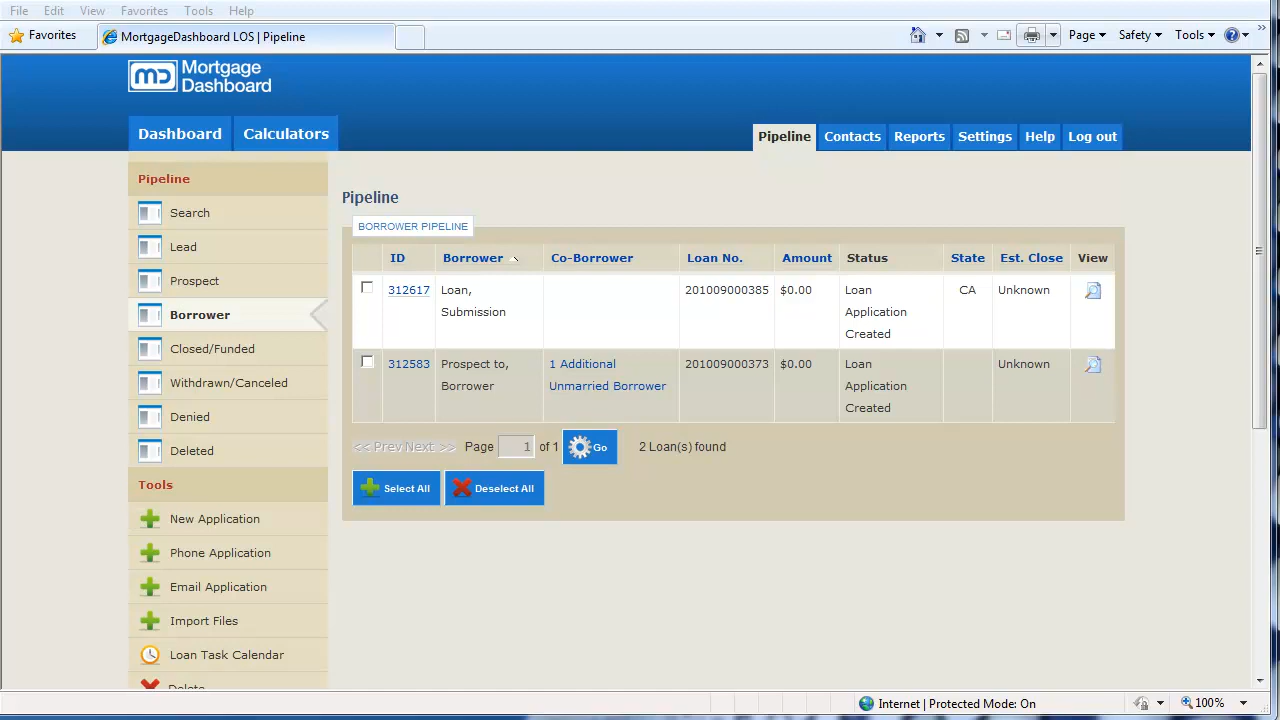 File Edit View Favorites Tools Help
Favorites MortgageDashboard LOS | Pipeline Page Safety Tools
Mortgage
Dashboard
Dashboard Calculators Pipeline Contacts Reports Settings Help Log out
Pipeline
Search
Lead
Prospect
Borrower
Closed/Funded
Withdrawn/Canceled
Denied
Deleted
Tools
New Application
Phone Application
Email Application
Import Files
Loan Task Calendar
Delete
Pipeline
BORROWER PIPELINE
ID Borrower Co-Borrower Loan No. Amount Status State Est. Close View
312617 Loan, 201009000385 $0.00 Loan CA Unknown
Submission Application
Created
312583 Prospect to, 1 Additional 201009000373 $0.00 Loan Unknown
Borrower Unmarried Borrower Application
Created
<< Prev Next >> Page 1 of 1 Go 2 Loan(s) found
Select All Deselect All
Internet | Protected Mode: On 100%